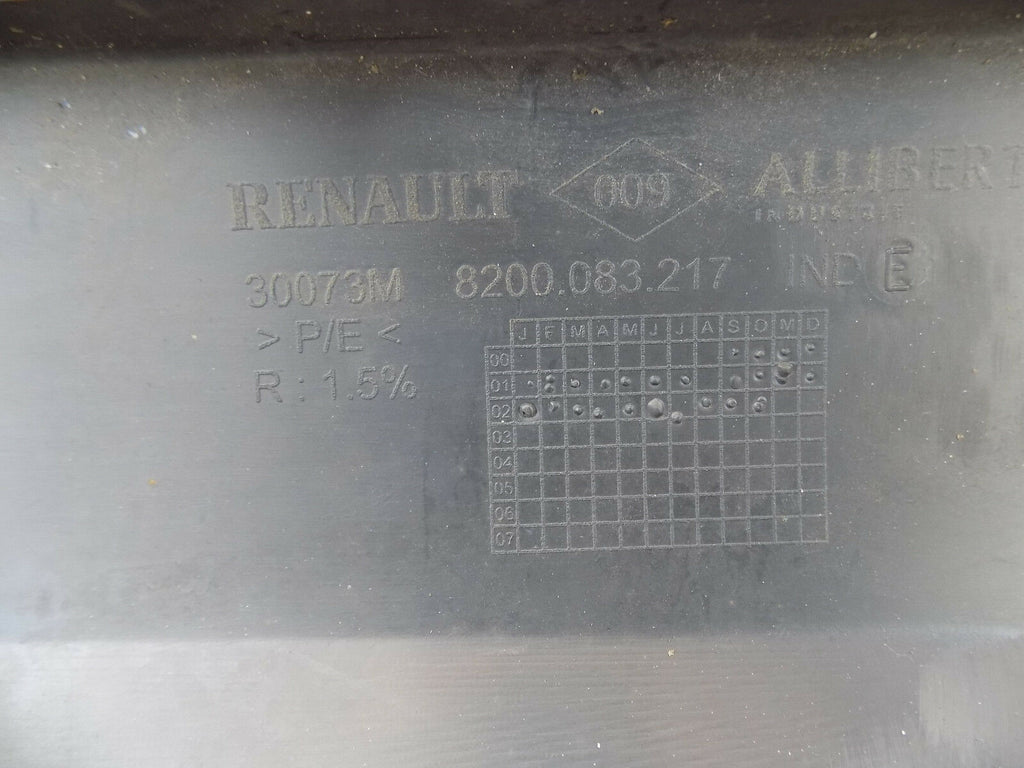 RENAULT 009 ALLIBERT
INDUSTRIE
30073M 8200.083.217 IND E
> P/E <
R : 1.5%
J F M A M J J A S O M D
00
01
02
03
04
05
06
07